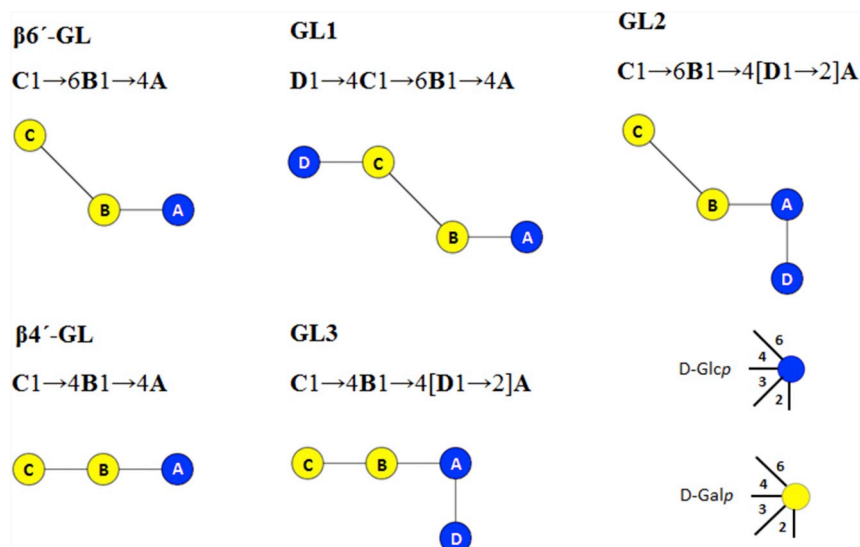 β6´-GL
C1→6B1→4A
C
B
A
GL1
D1→4C1→6B1→4A
D
C
B
A
GL2
C1→6B1→4[D1→2]A
C
B
A
D
β4´-GL
C1→4B1→4A
C
B
A
GL3
C1→4B1→4[D1→2]A
C
B
A
D
D-Glcp
6
4
3
2
D-Galp
6
4
3
2